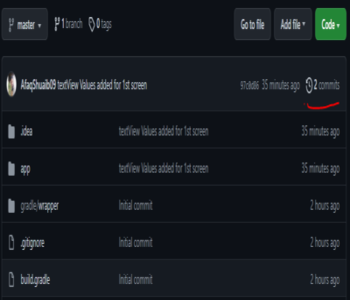 master
1 branch
0 tags
Go to file
Add file
Code
AfaqShuaib09 textView Values added for 1st screen
35 minutes ago
2 commits
.idea
textView Values added for 1st screen
35 minutes ago
app
textView Values added for 1st screen
35 minutes ago
gradle/wrapper
Initial commit
2 hours ago
.gitignore
Initial commit
2 hours ago
build.gradle
Initial commit
2 hours ago